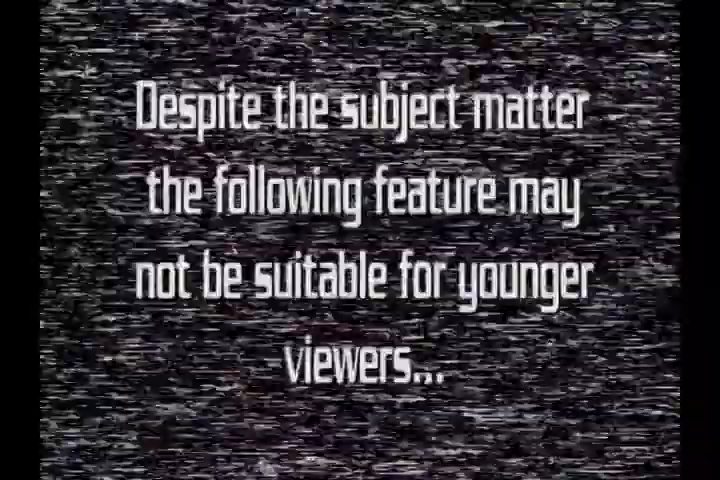 Despite the subject matter
the following feature may
not be suitable for younger
viewers...